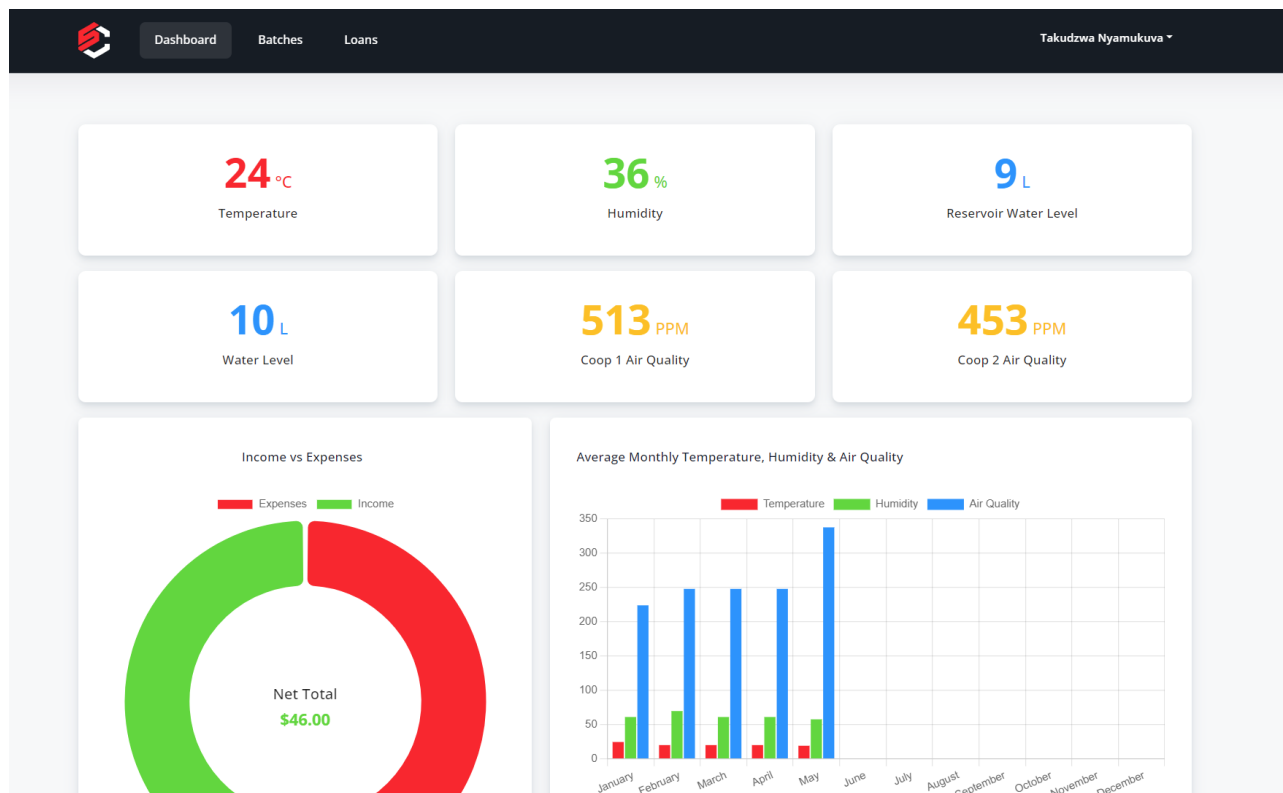 Dashboard Batches Loans Takudzwa Nyamukuva
24 °C
Temperature
36 %
Humidity
9 L
Reservoir Water Level
10 L
Water Level
513 PPM
Coop 1 Air Quality
453 PPM
Coop 2 Air Quality
Income vs Expenses
Expenses Income
Net Total
$46.00
Average Monthly Temperature, Humidity & Air Quality
Temperature Humidity Air Quality
350
300
250
200
150
100
50
0
January February March April May June July August September October November December